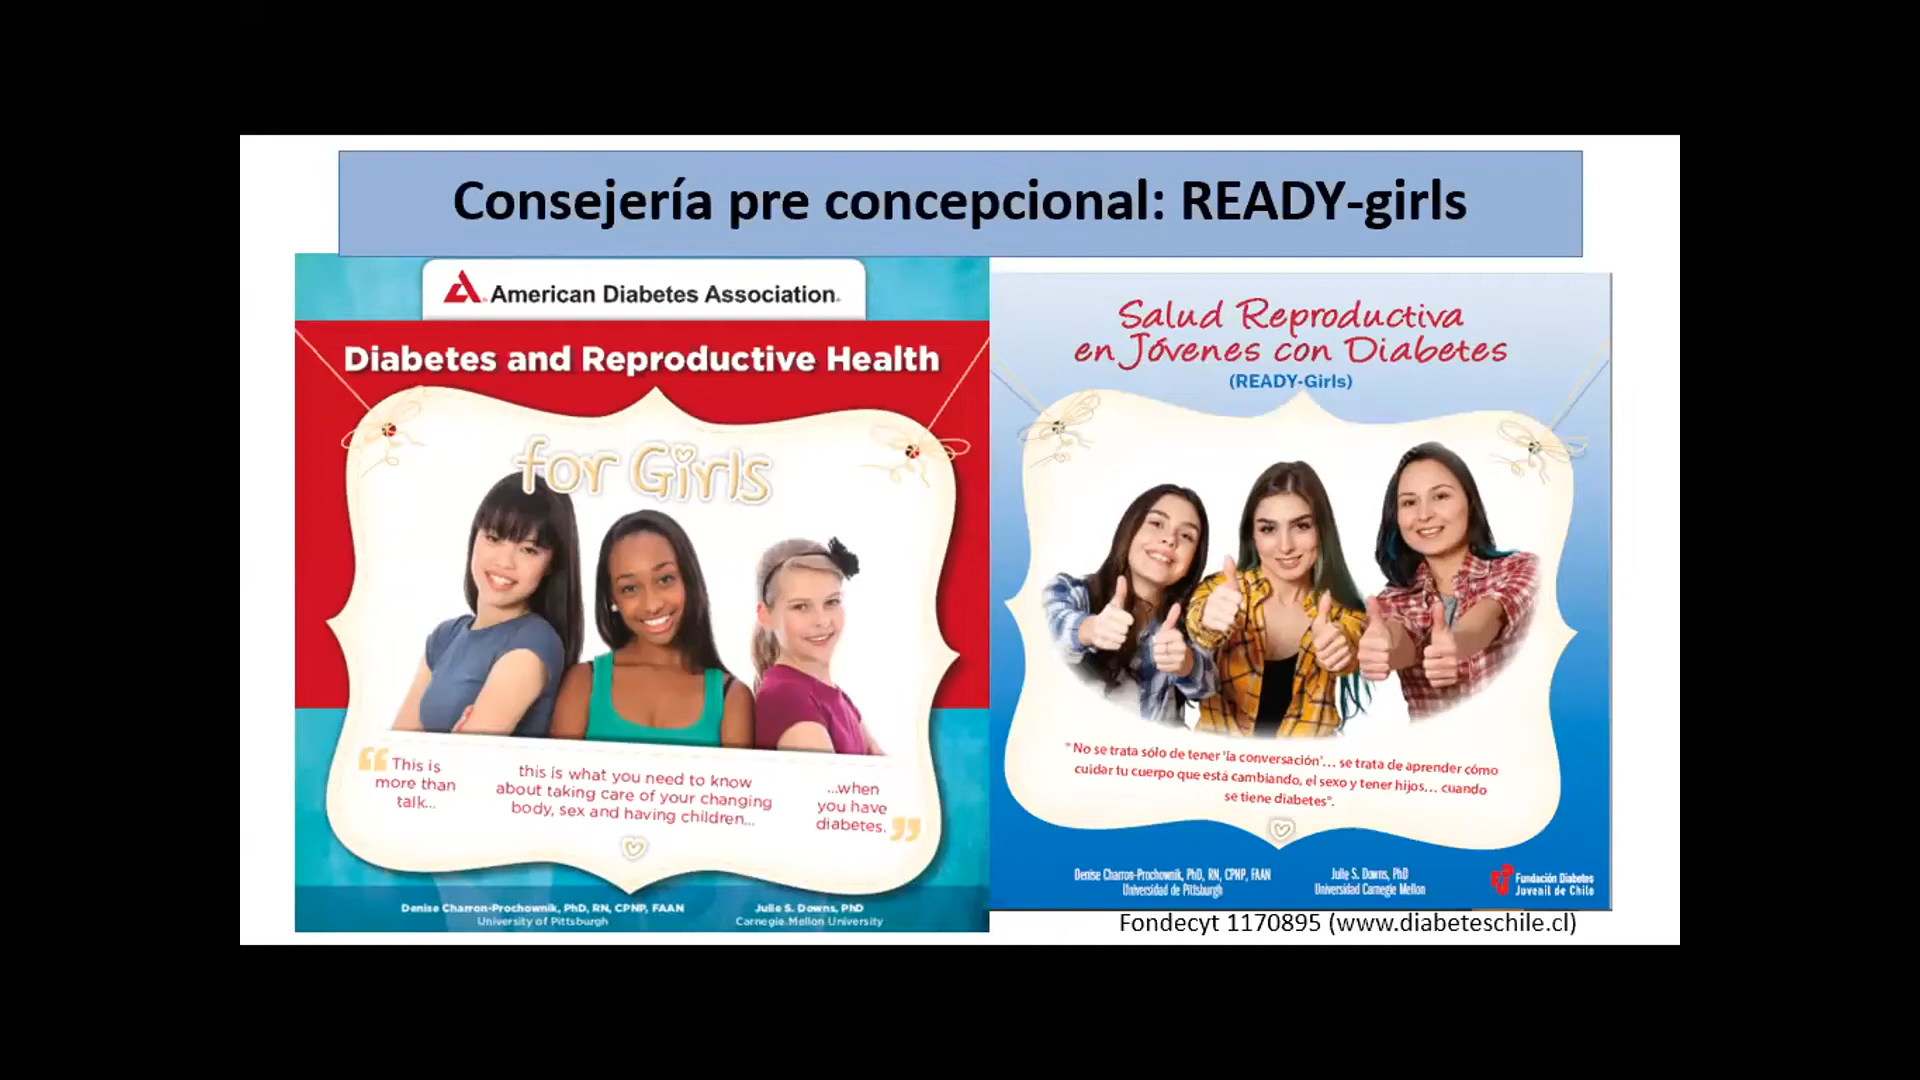 Consejería pre concepcional: READY-girls
American Diabetes Association.
Diabetes and Reproductive Health
for Girls
“ This is
more than
talk...
this is what you need to know
about taking care of your changing
body, sex and having children...
...when
you have
diabetes. ”
Denise Charron-Prochownik, PhD, RN, CPNP, FAAN
University of Pittsburgh
Julie S. Downs, PhD
Carnegie Mellon University
Salud Reproductiva
en Jóvenes con Diabetes
(READY-Girls)
"No se trata sólo de tener 'la conversación'... se trata de aprender cómo
cuidar tu cuerpo que está cambiando, el sexo y tener hijos... cuando
se tiene diabetes".
Denise Charron-Prochownik, PhD, RN, CPNP, FAAN
Universidad de Pittsburgh
Julie S. Downs, PhD
Universidad Carnegie Mellon
Fundación Diabetes
Juvenil de Chile
Fondecyt 1170895 (www.diabeteschile.cl)